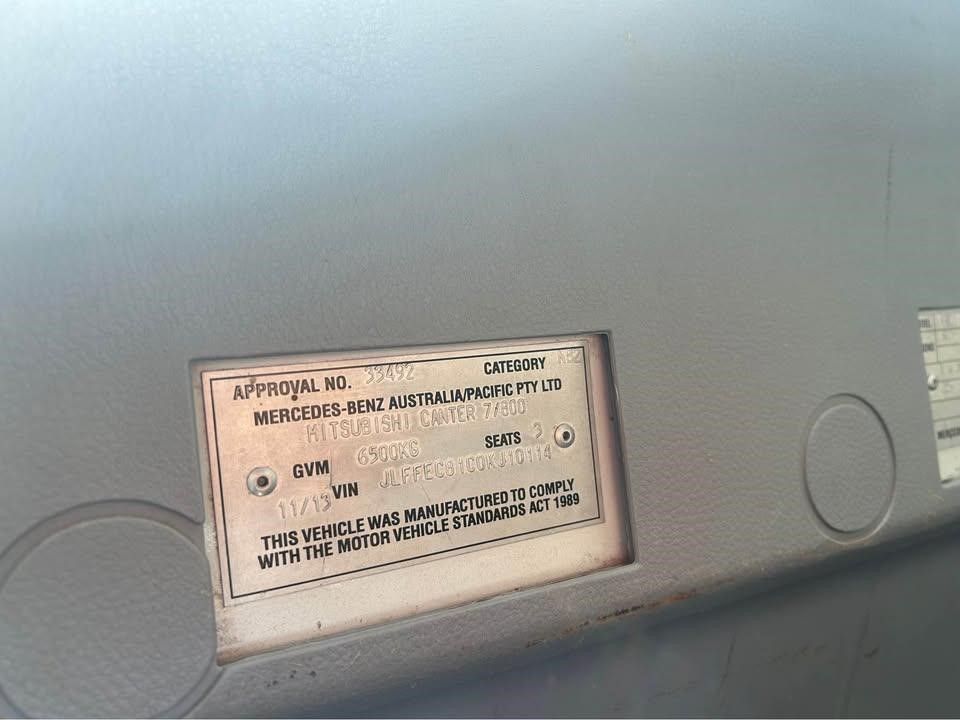 APPROVAL NO. 33492 CATEGORY NB2
MERCEDES-BENZ AUSTRALIA/PACIFIC PTY LTD
MITSUBISHI CANTER 7/800
GVM 6500KG SEATS 3
11/13 VIN JLFFEC81C0KJ10114
THIS VEHICLE WAS MANUFACTURED TO COMPLY
WITH THE MOTOR VEHICLE STANDARDS ACT 1989